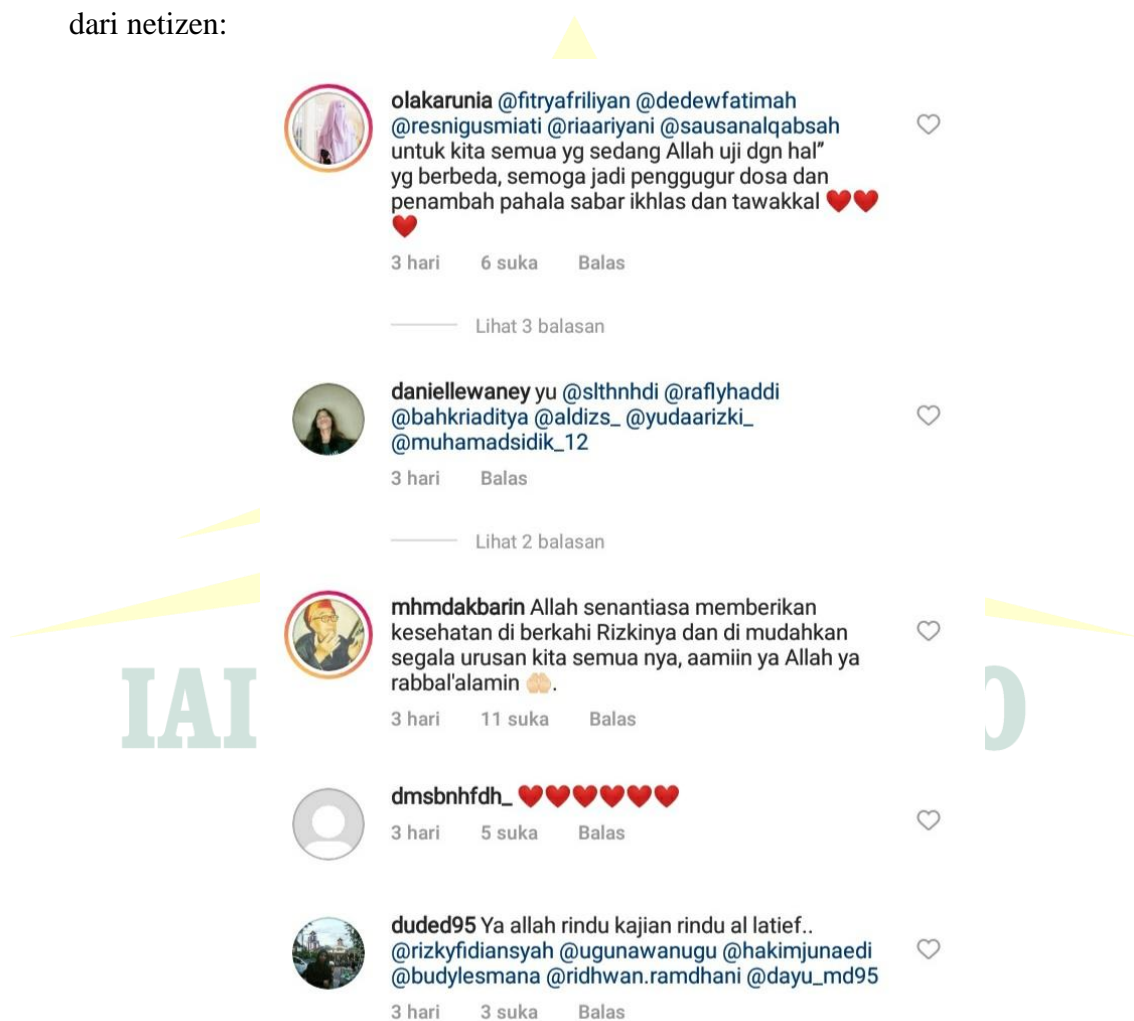 dari netizen:
olakarunia @fitryafriliyan @dedewfatimah
@resnigusmiati @riaariyani @sausanalqabsah
untuk kita semua yg sedang Allah uji dgn hal”
yg berbeda, semoga jadi penggugur dosa dan
penambah pahala sabar ikhlas dan tawakkal ❤️❤️
❤️
3 hari 6 suka Balas
Lihat 3 balasan
daniellewaney yu @slthnhdi @raflyhaddi
@bahkriaditya @aldizs_ @yudaarizki_
@muhamadsidik_12
3 hari Balas
Lihat 2 balasan
mhmdakbarin Allah senantiasa memberikan
kesehatan di berkahi Rizkinya dan di mudahkan
segala urusan kita semua nya, aamiin ya Allah ya
rabbal'alamin 🤲🏻.
3 hari 11 suka Balas
IAI O
dmsbnhfdh_ ❤️❤️❤️❤️❤️❤️
3 hari 5 suka Balas
duded95 Ya allah rindu kajian rindu al latief..
@rizkyfidiansyah @ugunawanugu @hakimjunaedi
@budylesmana @ridhwan.ramdhani @dayu_md95
3 hari 3 suka Balas